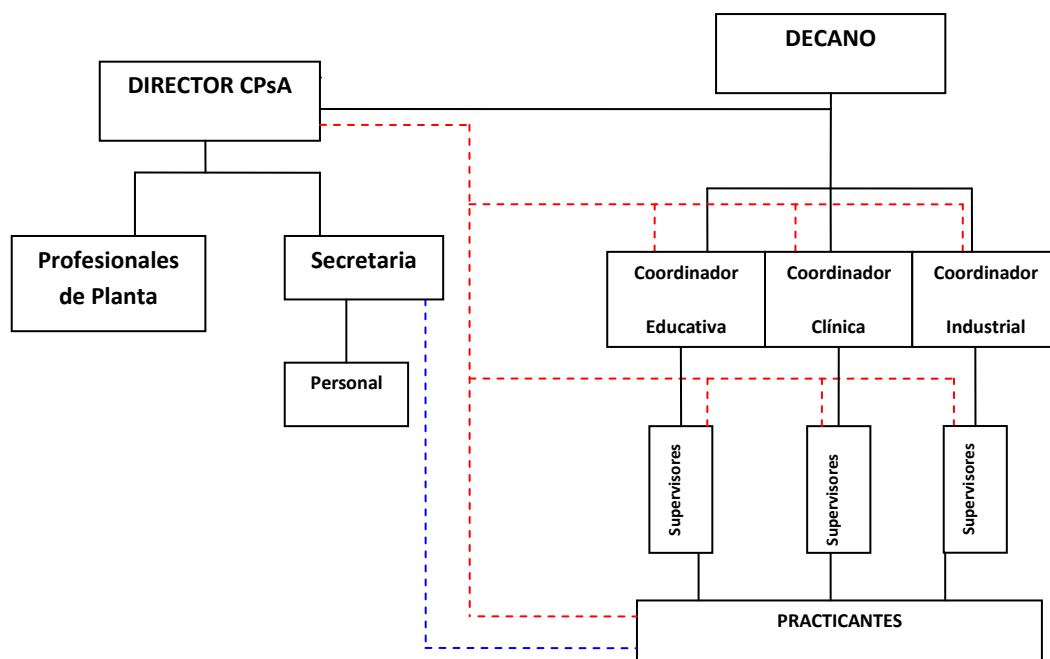 DECANO
DIRECTOR CPsA
Profesionales
de Planta
Secretaria
Personal
Coordinador
Educativa
Coordinador
Clínica
Coordinador
Industrial
Supervisores
Supervisores
Supervisores
PRACTICANTES